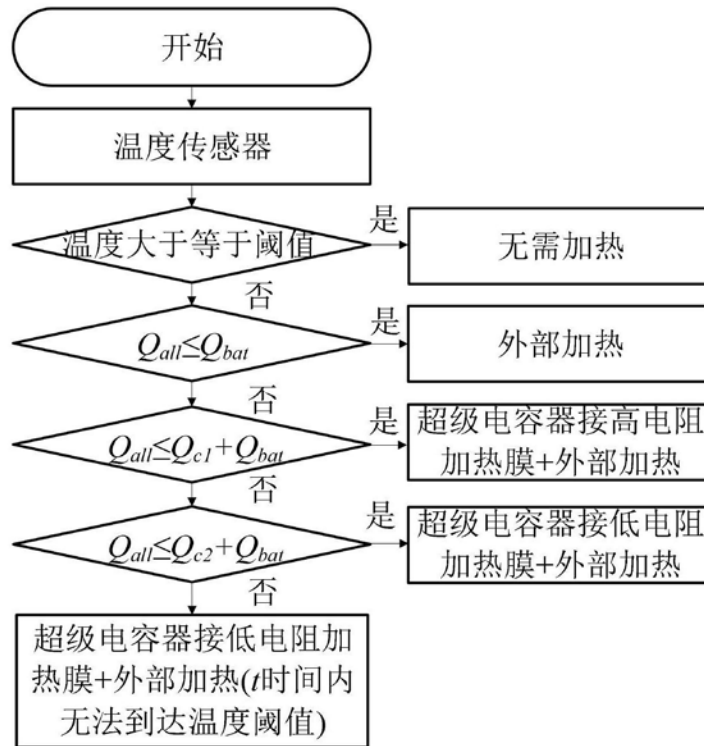 开始
温度传感器
温度大于等于阈值
是
无需加热
否
Qall≤Qbat
是
外部加热
否
Qall≤Qc1+Qbat
是
超级电容器接高电阻
加热膜+外部加热
否
Qall≤Qc2+Qbat
是
超级电容器接低电阻
加热膜+外部加热
否
超级电容器接低电阻加
热膜+外部加热(t时间内
无法到达温度阈值)